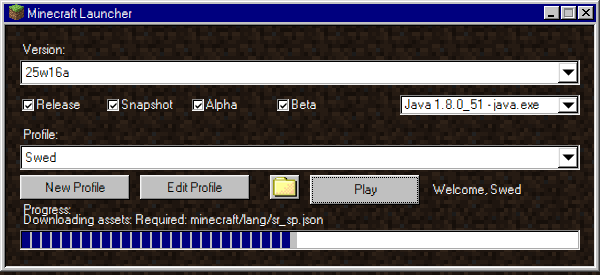 Minecraft Launcher
Version:
25w16a
Release Snapshot Alpha Beta Java 1.8.0_51 - java.exe
Profile:
Swed
New Profile Edit Profile Play Welcome, Swed
Progress:
Downloading assets: Required: minecraft/lang/sr_sp.json